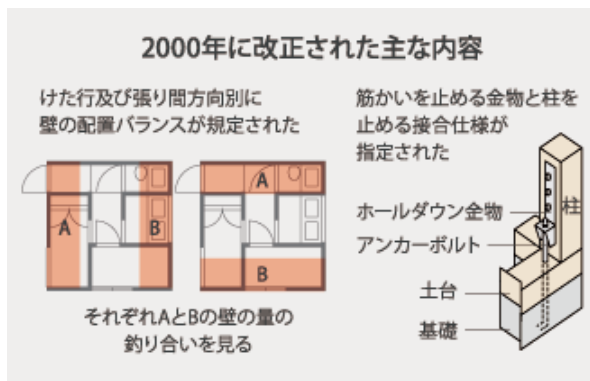 2000年に改正された主な内容
けた行及び張り間方向別に
壁の配置バランスが規定された
A
B
A
B
それぞれAとBの壁の量の
釣り合いを見る
筋かいを止める金物と柱を
止める接合仕様が
指定された
柱
ホールダウン金物
アンカーボルト
土台
基礎